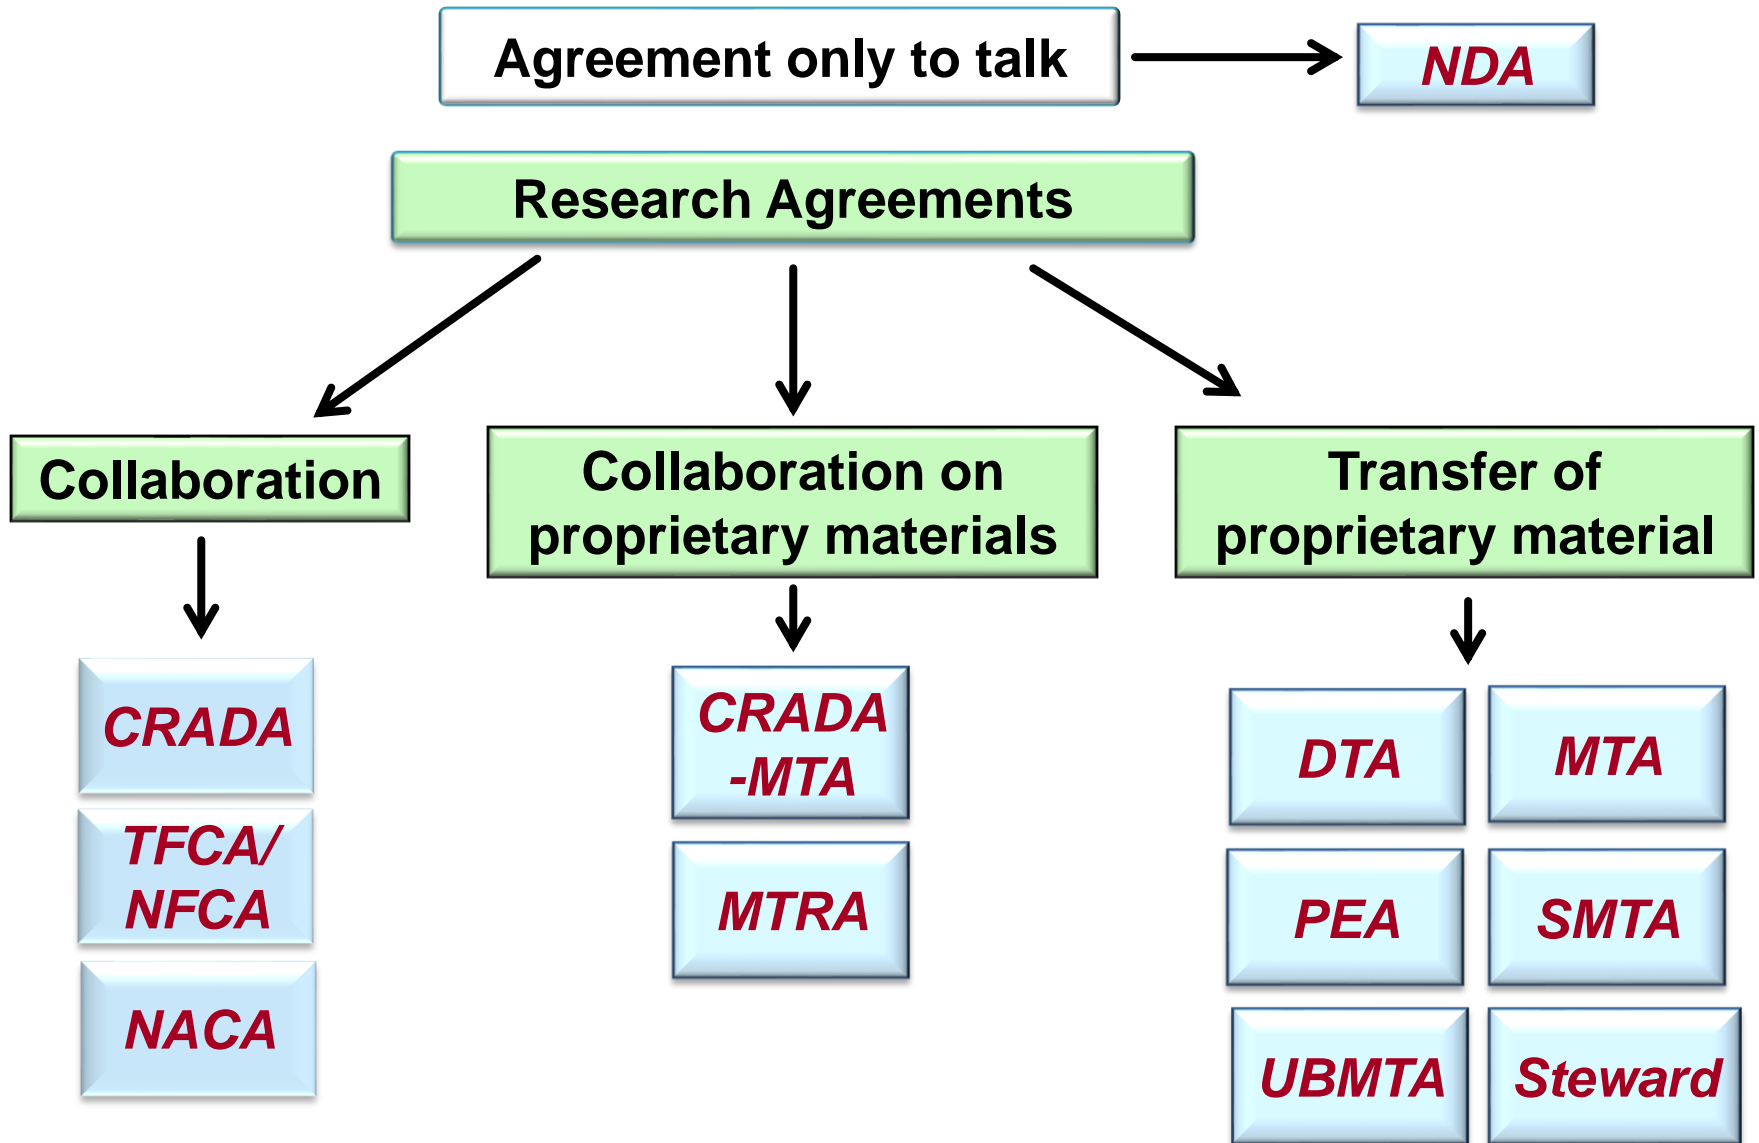 Agreement only to talk
NDA
Research Agreements
Collaboration
Collaboration on
proprietary materials
Transfer of
proprietary material
CRADA
TFCA/
NFCA
NACA
CRADA
-MTA
MTRA
DTA
MTA
PEA
SMTA
UBMTA
Steward